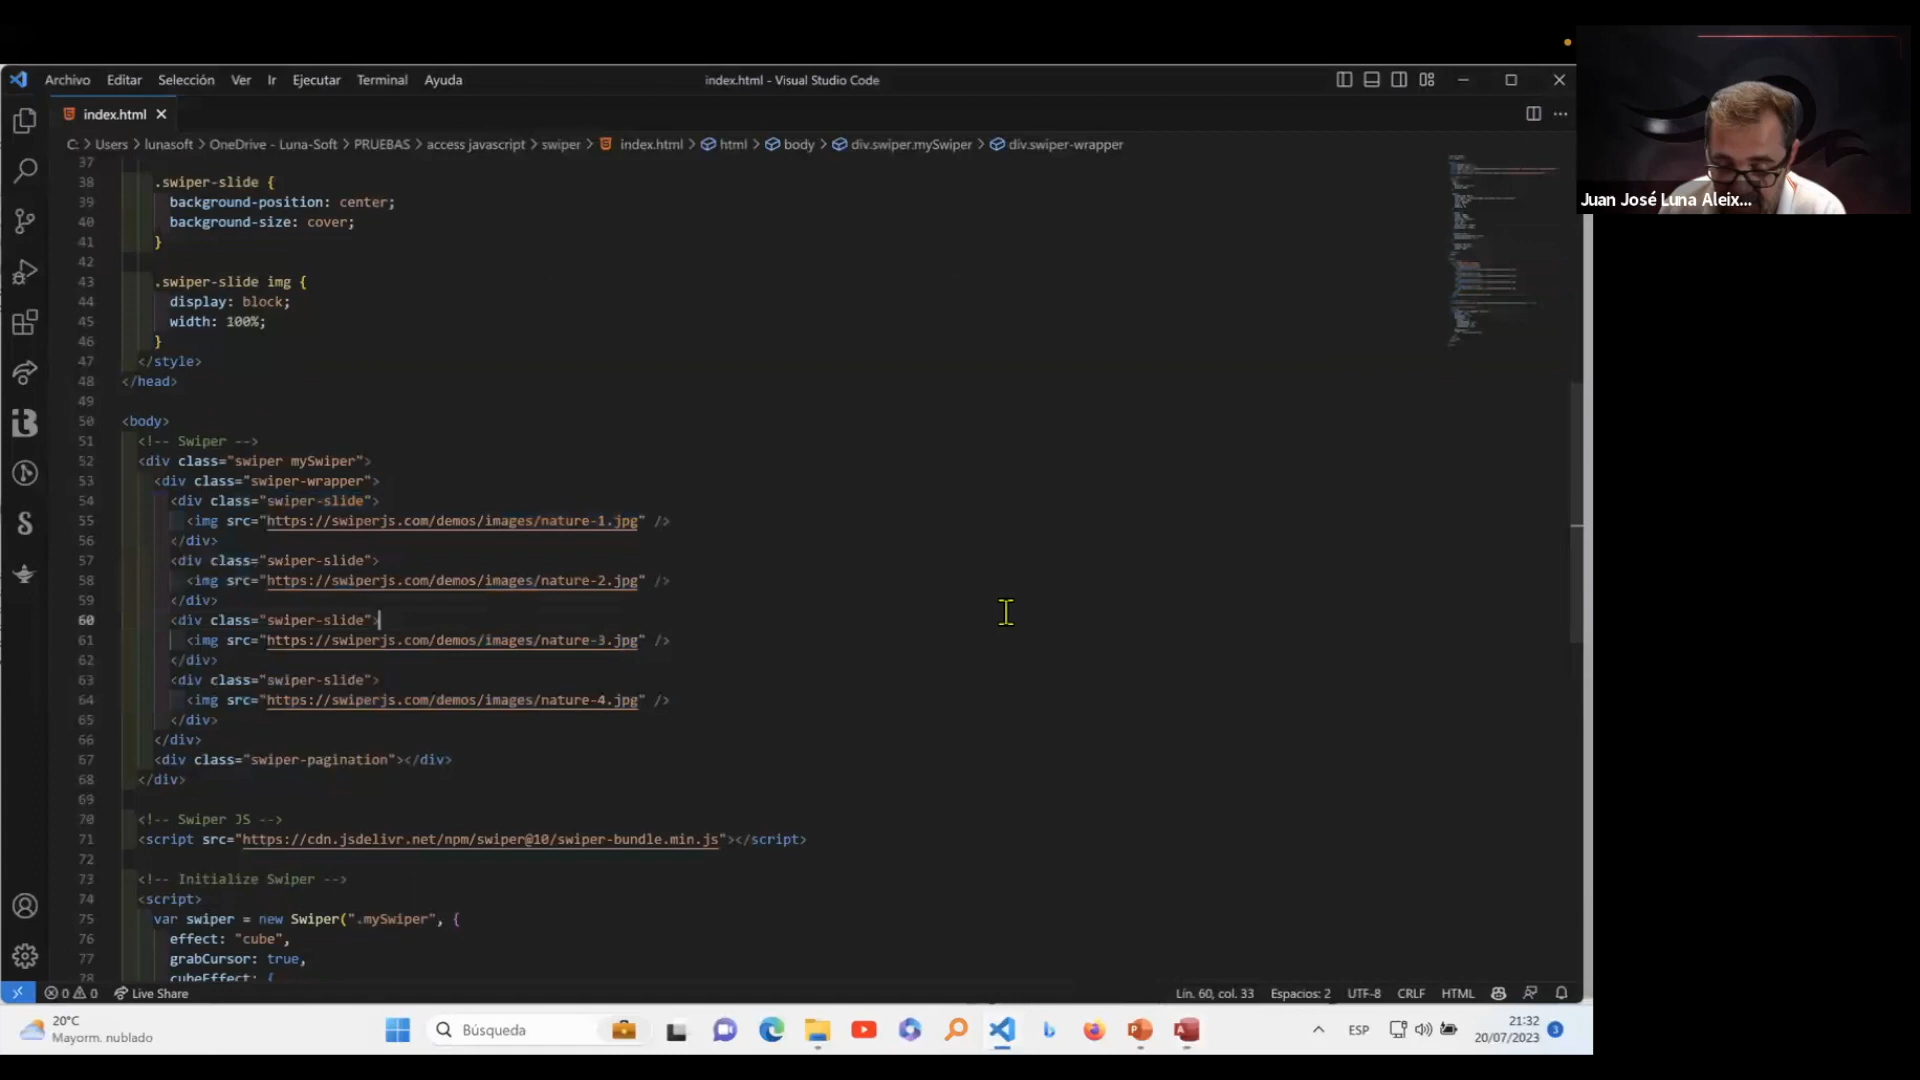 Archivo Editar Selección Ver Ir Ejecutar Terminal Ayuda
index.html - Visual Studio Code
index.html
C: > Users > lunasoft > OneDrive - Luna-Soft > PRUEBAS > access javascript > swiper > index.html > html > body > div.swiper.mySwiper > div.swiper-wrapper
Juan José Luna Aleix...
37
38 .swiper-slide {
39 background-position: center;
40 background-size: cover;
41 }
42
43 .swiper-slide img {
44 display: block;
45 width: 100%;
46 }
47 </style>
48 </head>
49
50 <body>
51 <!-- Swiper -->
52 <div class="swiper mySwiper">
53 <div class="swiper-wrapper">
54 <div class="swiper-slide">
55 <img src="https://swiperjs.com/demos/images/nature-1.jpg" />
56 </div>
57 <div class="swiper-slide">
58 <img src="https://swiperjs.com/demos/images/nature-2.jpg" />
59 </div>
60 <div class="swiper-slide">
61 <img src="https://swiperjs.com/demos/images/nature-3.jpg" />
62 </div>
63 <div class="swiper-slide">
64 <img src="https://swiperjs.com/demos/images/nature-4.jpg" />
65 </div>
66 </div>
67 <div class="swiper-pagination"></div>
68 </div>
69
70 <!-- Swiper JS -->
71 <script src="https://cdn.jsdelivr.net/npm/swiper@10/swiper-bundle.min.js"></script>
72
73 <!-- Initialize Swiper -->
74 <script>
75 var swiper = new Swiper(".mySwiper", {
76 effect: "cube",
77 grabCursor: true,
78 cubeEffect: {
0 0 Live Share
Lín. 60, col. 33 Espacios: 2 UTF-8 CRLF HTML
20°C
Mayorm. nublado
Búsqueda
ESP
21:32
20/07/2023
3